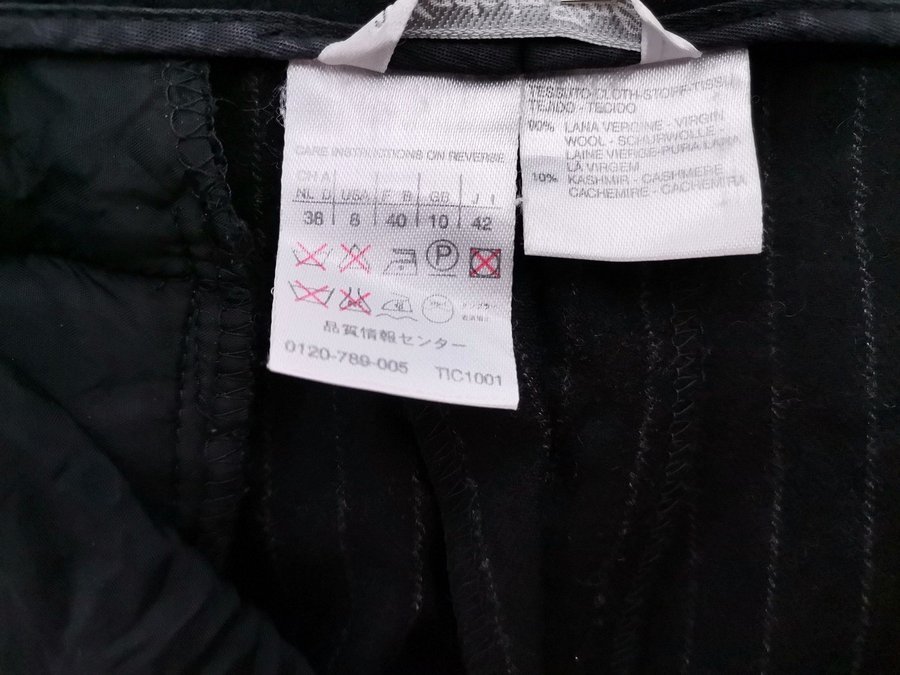 CARE INSTRUCTIONS ON REVERSE
NL D USA F B GB J I
38 8 40 10 42
P
品質情報センター
0120-789-005 TIC1001
TESSUTO-CLOTH-STOFF-TISSU
TEJIDO - TECIDO
90% LANA VERGINE - VIRGIN
WOOL - SCHURWOLLE -
LAINE VIERGE-PURA LANA
LA VIRGEM
10% KASHMIR - CASHMERE
CACHEMIRE - CACHEMIRA